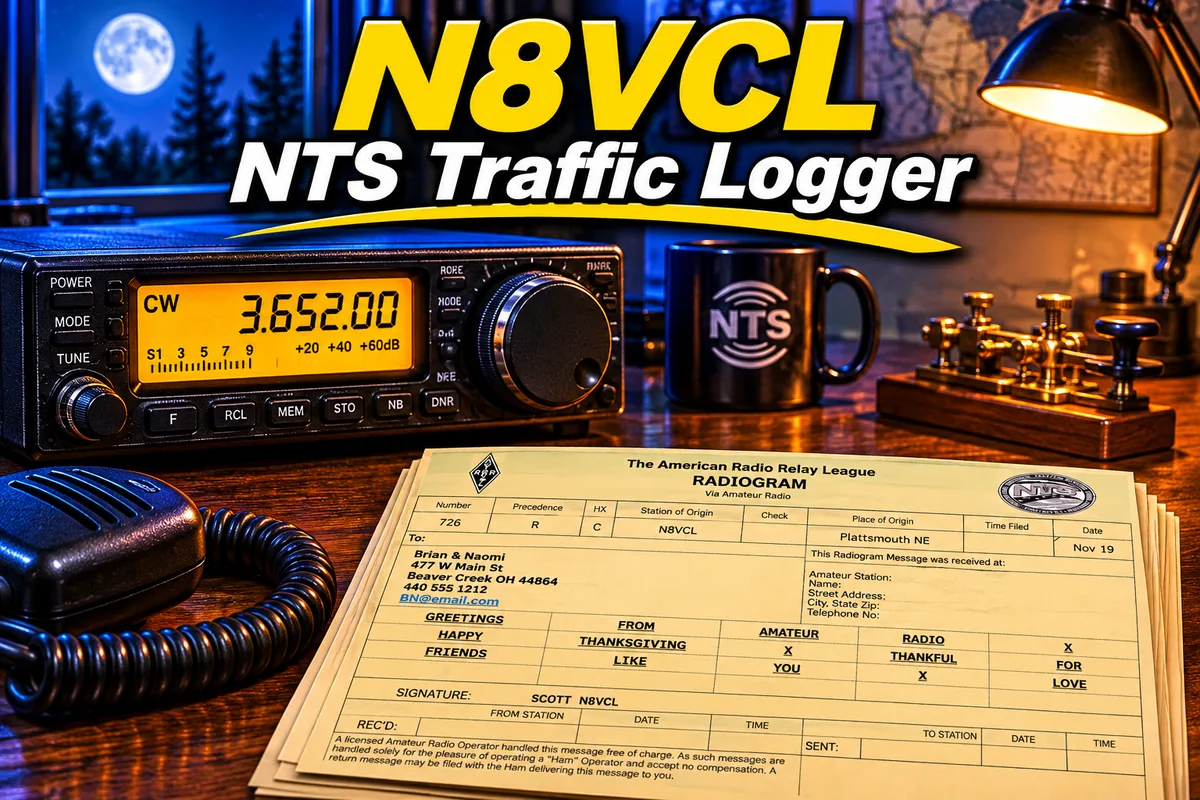 N8VCL
NTS Traffic Logger
POWER
MODE
TUNE
CW 3.652.00
S1 3 5 7 9 +20 +40 +60dB
F RCL MEM STO NB DNR
NTS
The American Radio Relay League
RADIOGRAM
Via Amateur Radio
NTS
Number Precedence HX Station of Origin Check Place of Origin Time Filed Date
726 R C N8VCL Plattsmouth NE Nov 19
To:
Brian & Naomi
477 W Main St
Beaver Creek OH 44864
440 555 1212
BN@email.com
This Radiogram Message was received at:
Amateur Station:
Name:
Street Address:
City, State Zip:
Telephone No:
GREETINGS FROM AMATEUR RADIO X
HAPPY THANKSGIVING X THANKFUL FOR
FRIENDS LIKE YOU X LOVE
SIGNATURE: SCOTT N8VCL
REC'D: FROM STATION DATE TIME
SENT: TO STATION DATE TIME
A licensed Amateur Radio Operator handled this message free of charge. As such messages are
handled solely for the pleasure of operating a "Ham" Operator and accept no compensation. A
return message may be filed with the Ham delivering this message to you.